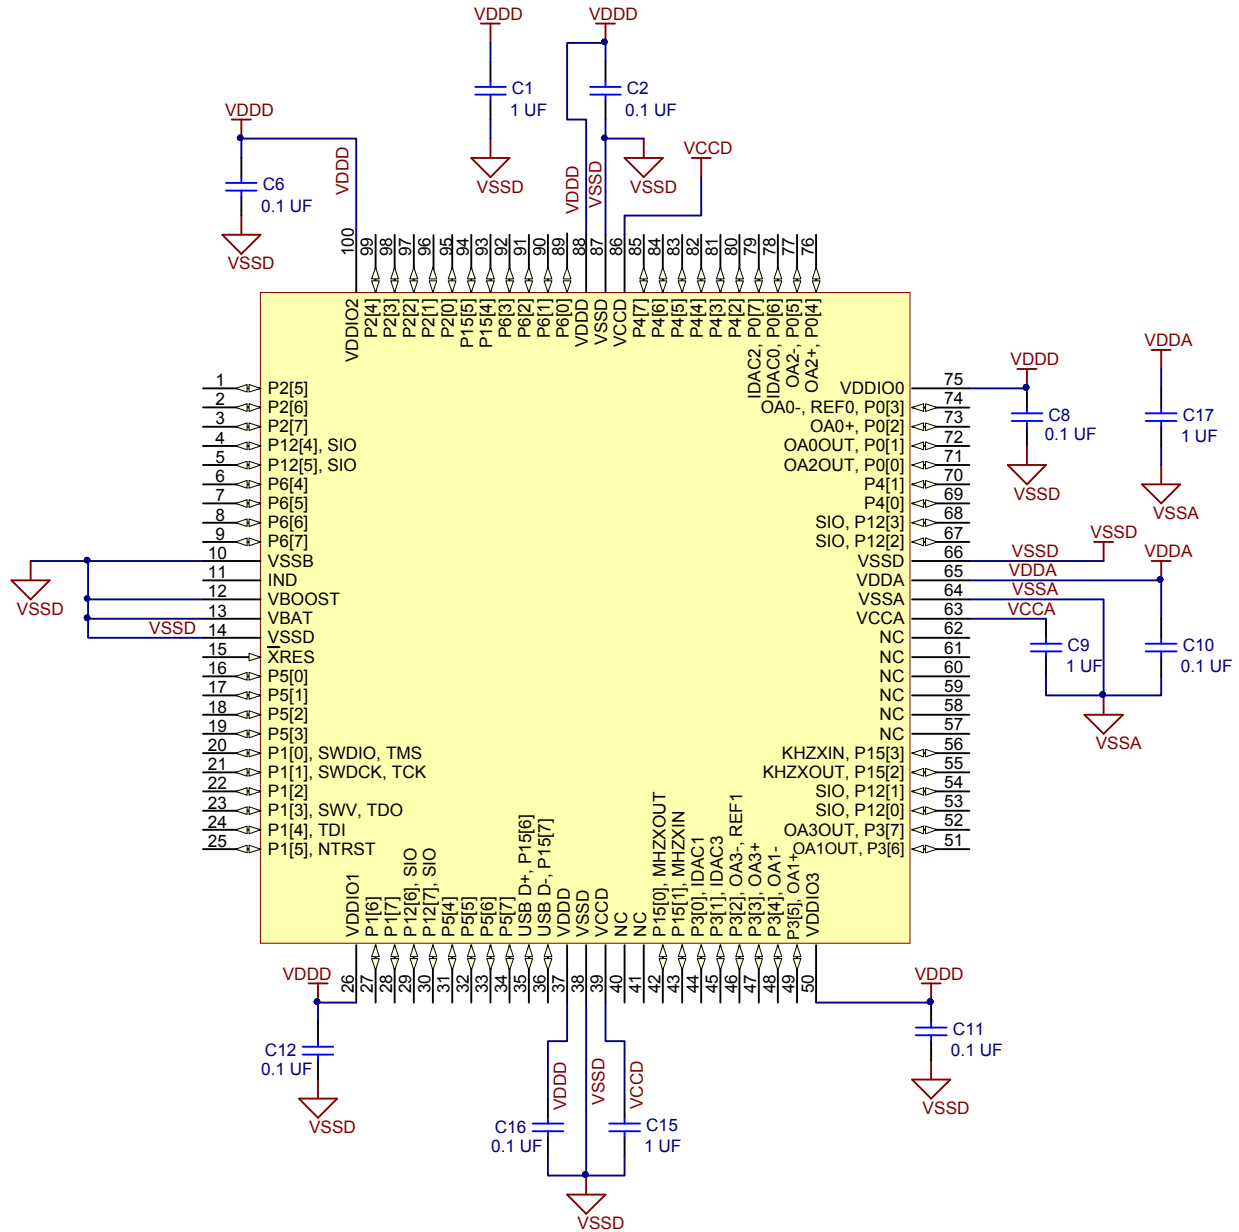 VDDD
VDDD
C1
1 UF
C2
0.1 UF
VDDD
C6
0.1 UF
VDDD
VSSD
VDDD
VSSD
VSSD
VSSD
VCCD
VSSD
100
99
98
97
96
95
94
93
92
91
90
89
88
87
86
85
84
83
82
81
80
79
78
77
76
VDDIO2
P2[4]
P2[3]
P2[2]
P2[1]
P2[0]
P15[5]
P15[4]
P6[3]
P6[2]
P6[1]
P6[0]
VDDD
VSSD
VCCD
P4[7]
P4[6]
P4[5]
P4[4]
P4[3]
P4[2]
IDAC2, P0[7]
IDAC0, P0[6]
OA2-, P0[5]
OA2+, P0[4]
1 P2[5]
2 P2[6]
3 P2[7]
4 P12[4], SIO
5 P12[5], SIO
6 P6[4]
7 P6[5]
8 P6[6]
9 P6[7]
10 VSSB
11 IND
12 VBOOST
13 VBAT
VSSD 14 VSSD
15 XRES
16 P5[0]
17 P5[1]
18 P5[2]
19 P5[3]
20 P1[0], SWDIO, TMS
21 P1[1], SWDCK, TCK
22 P1[2]
23 P1[3], SWV, TDO
24 P1[4], TDI
25 P1[5], NTRST
VSSD
VDDIO0 75
OA0-, REF0, P0[3] 74
OA0+, P0[2] 73
OA0OUT, P0[1] 72
OA2OUT, P0[0] 71
P4[1] 70
P4[0] 69
SIO, P12[3] 68
SIO, P12[2] 67
VSSD 66 VSSD
VDDA 65 VDDA
VSSA 64 VSSA
VCCA 63 VCCA
NC 62
NC 61
NC 60
NC 59
NC 58
NC 57
KHZXIN, P15[3] 56
KHZXOUT, P15[2] 55
SIO, P12[1] 54
SIO, P12[0] 53
OA3OUT, P3[7] 52
OA1OUT, P3[6] 51
VDDD
C8
0.1 UF
VSSD
VDDA
C17
1 UF
VSSA
VSSD
VDDA
C9
1 UF
C10
0.1 UF
VSSA
VDDIO1
P1[6]
P1[7]
P12[6], SIO
P12[7], SIO
P5[4]
P5[5]
P5[6]
P5[7]
USB D+, P15[6]
USB D-, P15[7]
VDDD
VSSD
VCCD
NC
NC
P15[0], MHZXOUT
P15[1], MHZXIN
P3[0], IDAC1
P3[1], IDAC3
P3[2], OA3-, REF1
P3[3], OA3+
P3[4], OA1-
P3[5], OA1+
VDDIO3
26
27
28
29
30
31
32
33
34
35
36
37
38
39
40
41
42
43
44
45
46
47
48
49
50
VDDD
C12
0.1 UF
VSSD
VDDD
VSSD
VCCD
C16
0.1 UF
C15
1 UF
VSSD
VDDD
C11
0.1 UF
VSSD